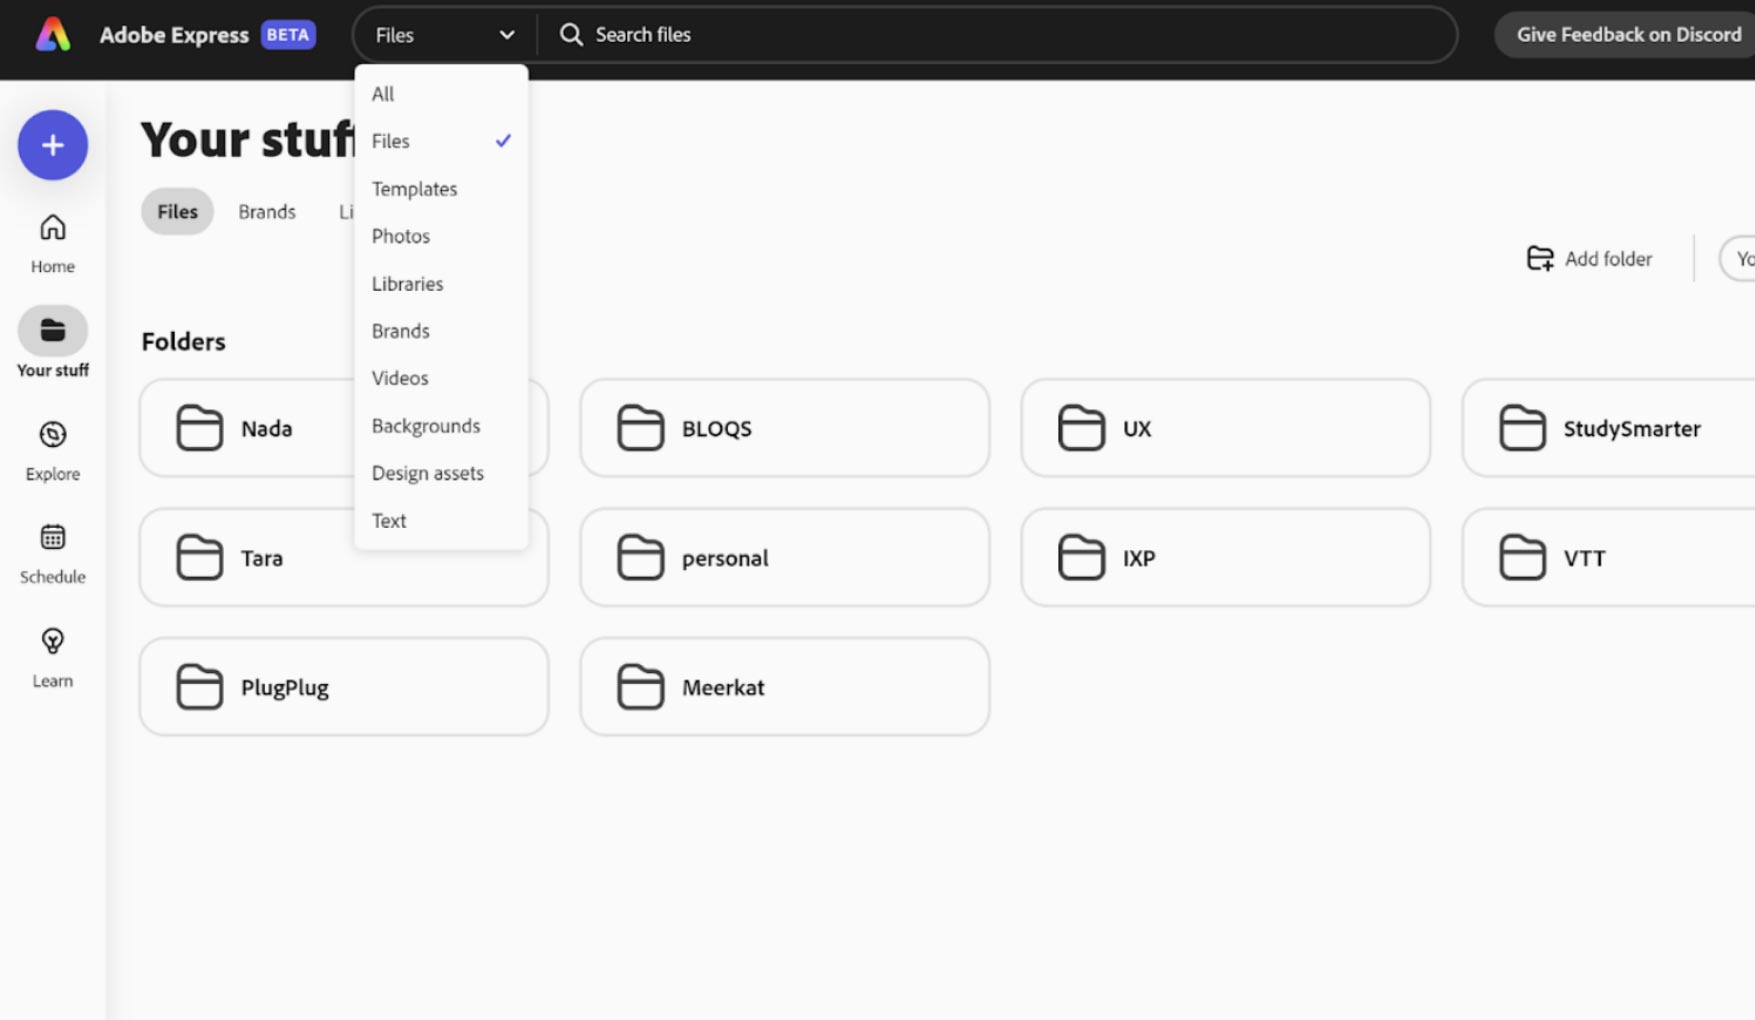 Adobe Express BETA
Files
Search files
Give Feedback on Discord
All
Files
Templates
Photos
Libraries
Brands
Videos
Backgrounds
Design assets
Text
Home
Your stuff
Explore
Schedule
Learn
Your stuff
Files Brands Li
Add folder
Yo
Folders
Nada BLOQS UX StudySmarter
Tara personal IXP VTT
PlugPlug Meerkat